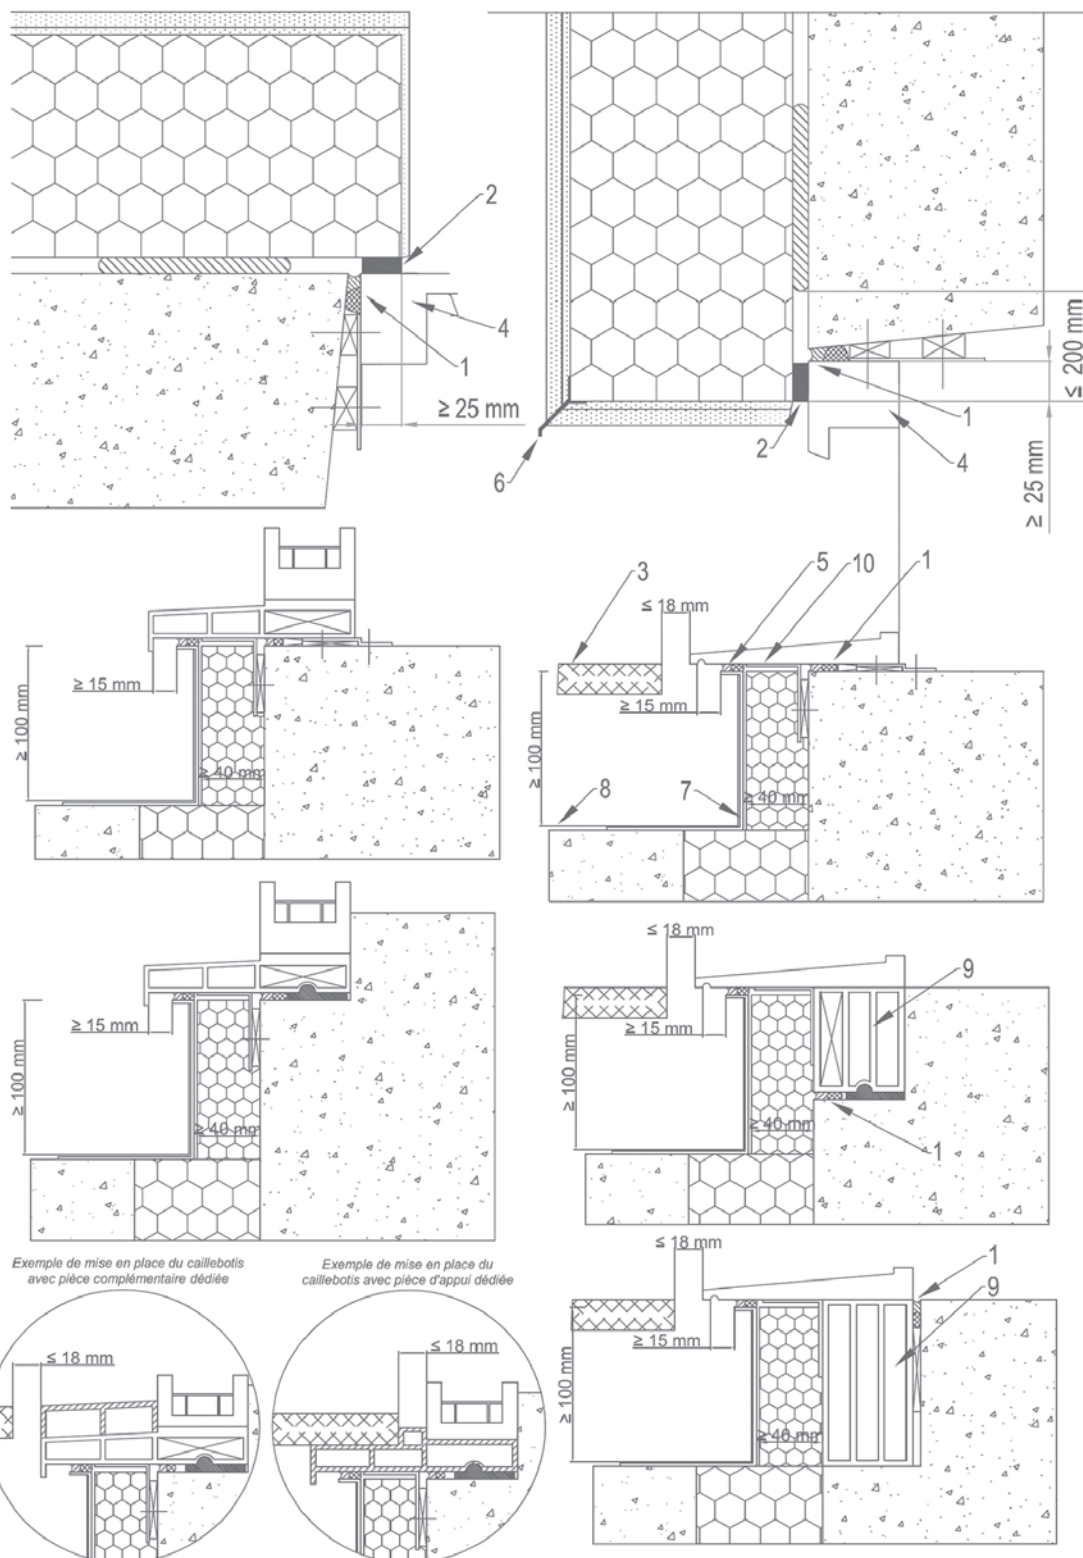 2
4
1
≥ 25 mm
≤ 200 mm
1
2
4
6
≥ 25 mm
≥ 15 mm
≥ 100 mm
≥ 40 mm
3
5
10
1
≤ 18 mm
≥ 15 mm
≥ 100 mm
8
7
≥ 40 mm
≥ 15 mm
≥ 100 mm
≥ 40 mm
≤ 18 mm
9
≥ 15 mm
≥ 100 mm
≥ 40 mm
1
Exemple de mise en place du caillebotis
avec pièce complémentaire dédiée
≤ 18 mm
Exemple de mise en place du
caillebotis avec pièce d'appui dédiée
≤ 18 mm
≤ 18 mm
1
9
≥ 15 mm
≥ 100 mm
≥ 40 mm